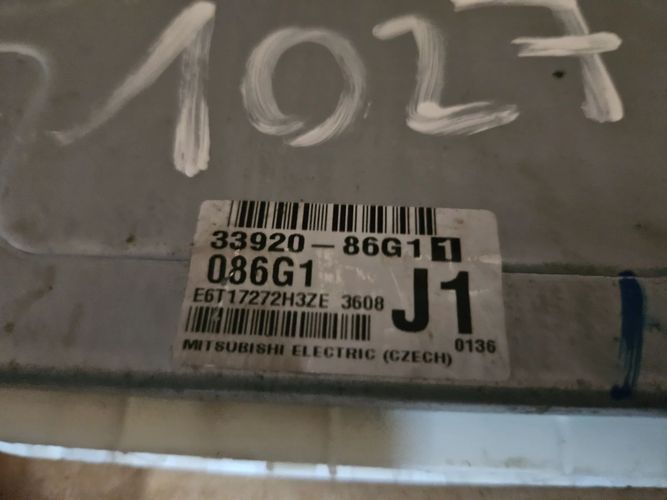 1027
33920-86G1 1
086G1
E6T17272H3ZE 3608
J1
0136
MITSUBISHI ELECTRIC (CZECH)